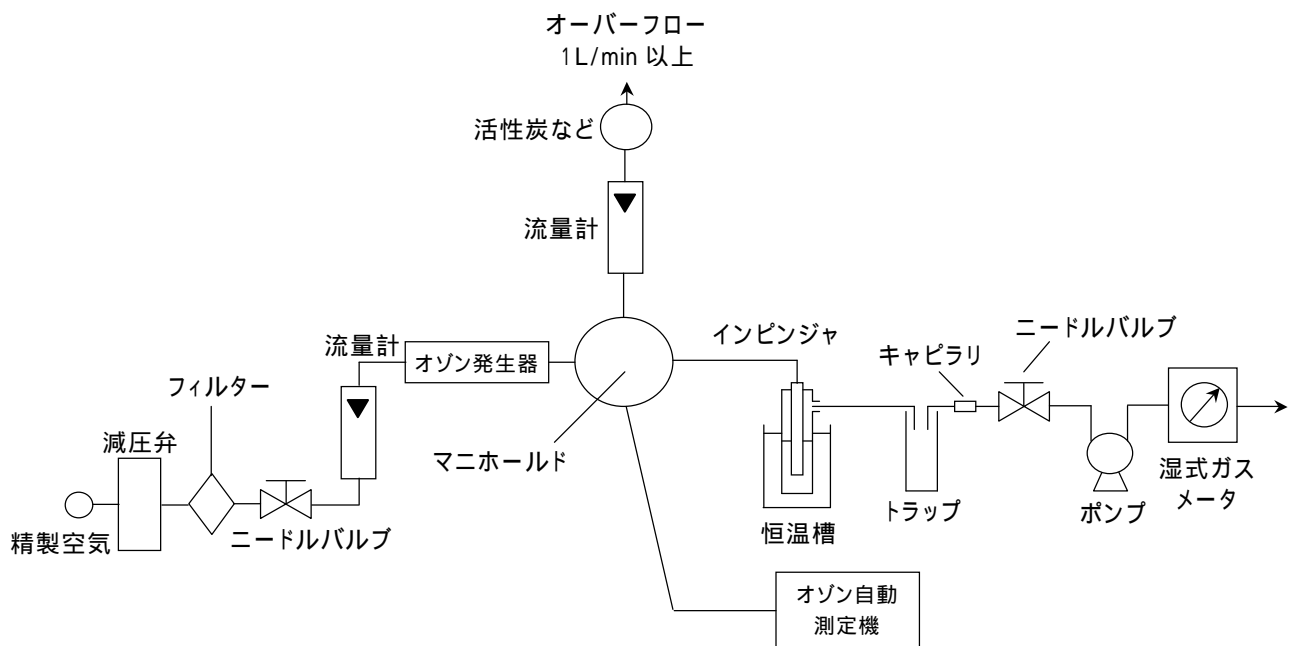 オーバーフロー
1L/min 以上
活性炭など
流量計
インピンジャ
ニードルバルブ
キャピラリ
流量計
オゾン発生器
フィルター
減圧弁
マニホールド
湿式ガス
メータ
トラップ
ポンプ
恒温槽
ニードルバルブ
精製空気
オゾン自動
測定機